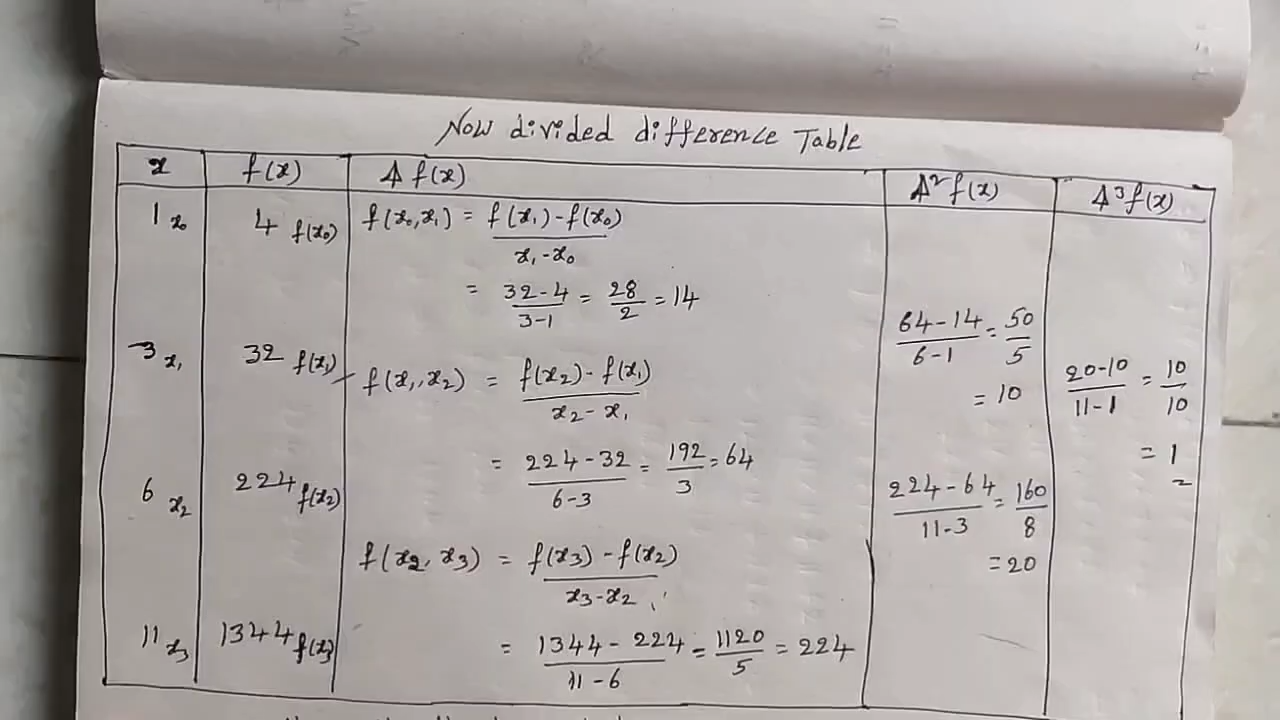 Now divided difference Table
x f(x) Δ f(x) Δ²f(x) Δ³f(x)
1 x₀ 4 f(x₀) f(x₀,x₁) = f(x₁)-f(x₀) / x₁-x₀
= 32-4 / 3-1 = 28 / 2 = 14
64-14 / 6-1 = 50 / 5
3 x₁ 32 f(x₁) f(x₁,x₂) = f(x₂)-f(x₁) / x₂-x₁
= 10
20-10 / 11-1 = 10 / 10
= 224-32 / 6-3 = 192 / 3 = 64
= 1
6 x₂ 224 f(x₂)
224-64 / 11-3 = 160 / 8
f(x₂,x₃) = f(x₃)-f(x₂) / x₃-x₂
= 20
11 x₃ 1344 f(x₃)
= 1344-224 / 11-6 = 1120 / 5 = 224